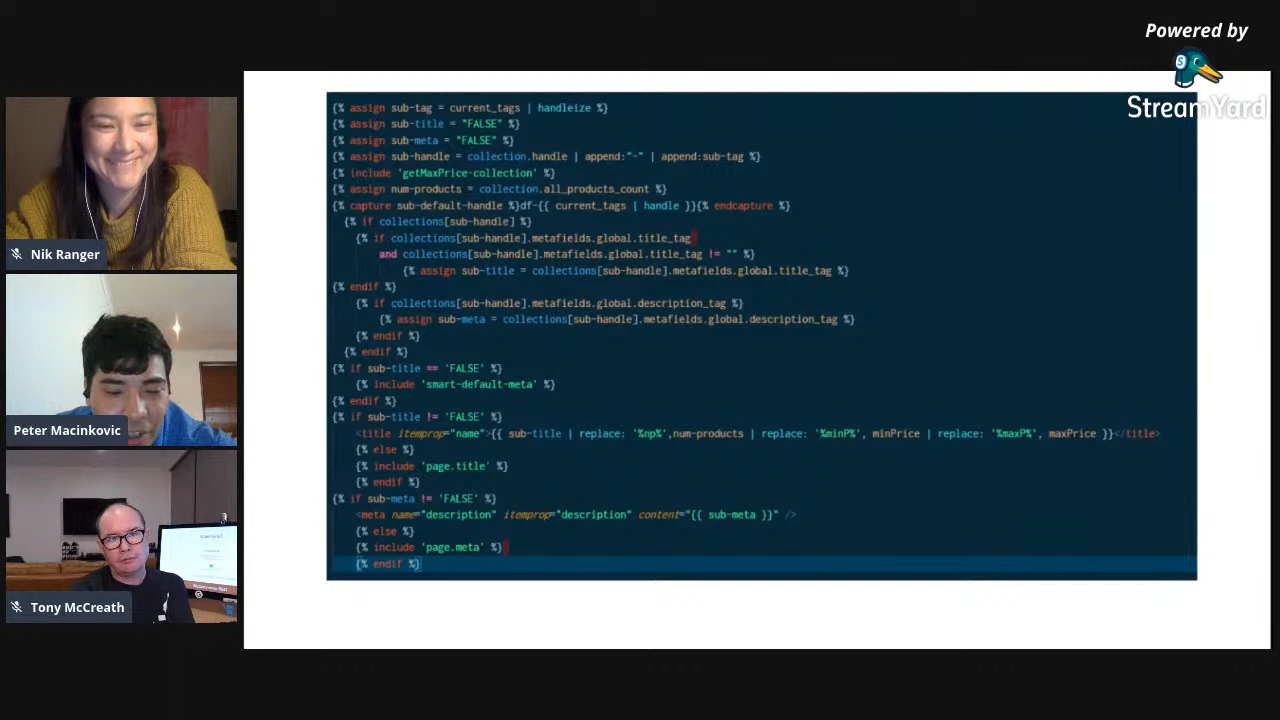 Powered by
StreamYard
Nik Ranger
Peter Macinkovic
Tony McCreath
{% assign sub-tag = current_tags | handleize %}
{% assign sub-title = "FALSE" %}
{% assign sub-meta = "FALSE" %}
{% assign sub-handle = collection.handle | append:"-" | append:sub-tag %}
{% include 'getMaxPrice-collection' %}
{% assign num-products = collection.all_products_count %}
{% capture sub-default-handle %}df-{{ current_tags | handle }}{% endcapture %}
{% if collections[sub-handle] %}
{% if collections[sub-handle].metafields.global.title_tag
and collections[sub-handle].metafields.global.title_tag != "" %}
{% assign sub-title = collections[sub-handle].metafields.global.title_tag %}
{% endif %}
{% if collections[sub-handle].metafields.global.description_tag %}
{% assign sub-meta = collections[sub-handle].metafields.global.description_tag %}
{% endif %}
{% endif %}
{% if sub-title == 'FALSE' %}
{% include 'smart-default-meta' %}
{% endif %}
{% if sub-title != 'FALSE' %}
<title itemprop="name">{{ sub-title | replace: '%np%',num-products | replace: '%minP%', minPrice | replace: '%maxP%', maxPrice }}</title>
{% else %}
{% include 'page.title' %}
{% endif %}
{% if sub-meta != 'FALSE' %}
<meta name="description" itemprop="description" content="{{ sub-meta }}" />
{% else %}
{% include 'page.meta' %}
{% endif %}